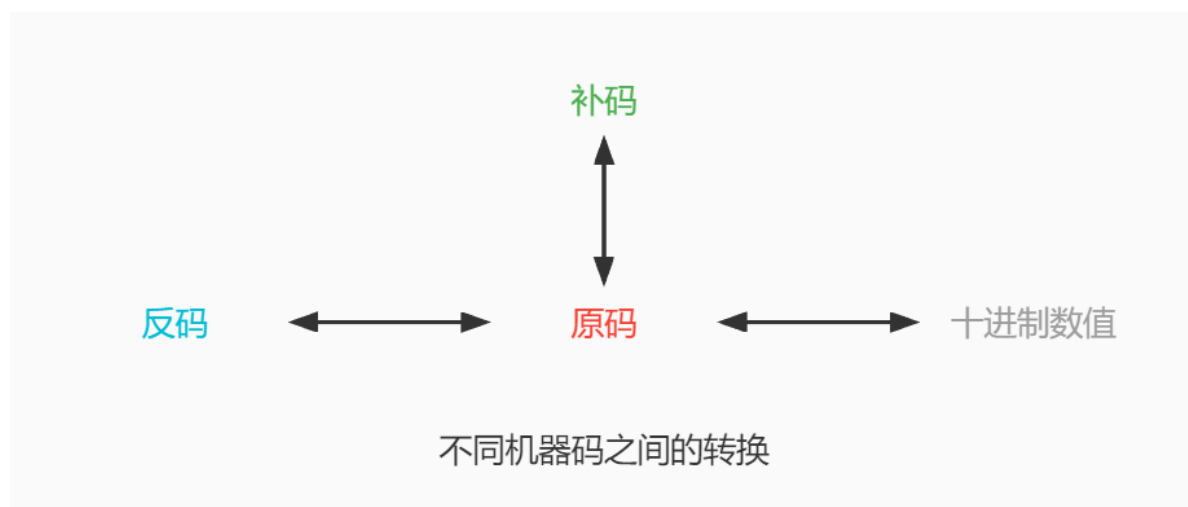 补码
反码
原码
十进制数值
不同机器码之间的转换